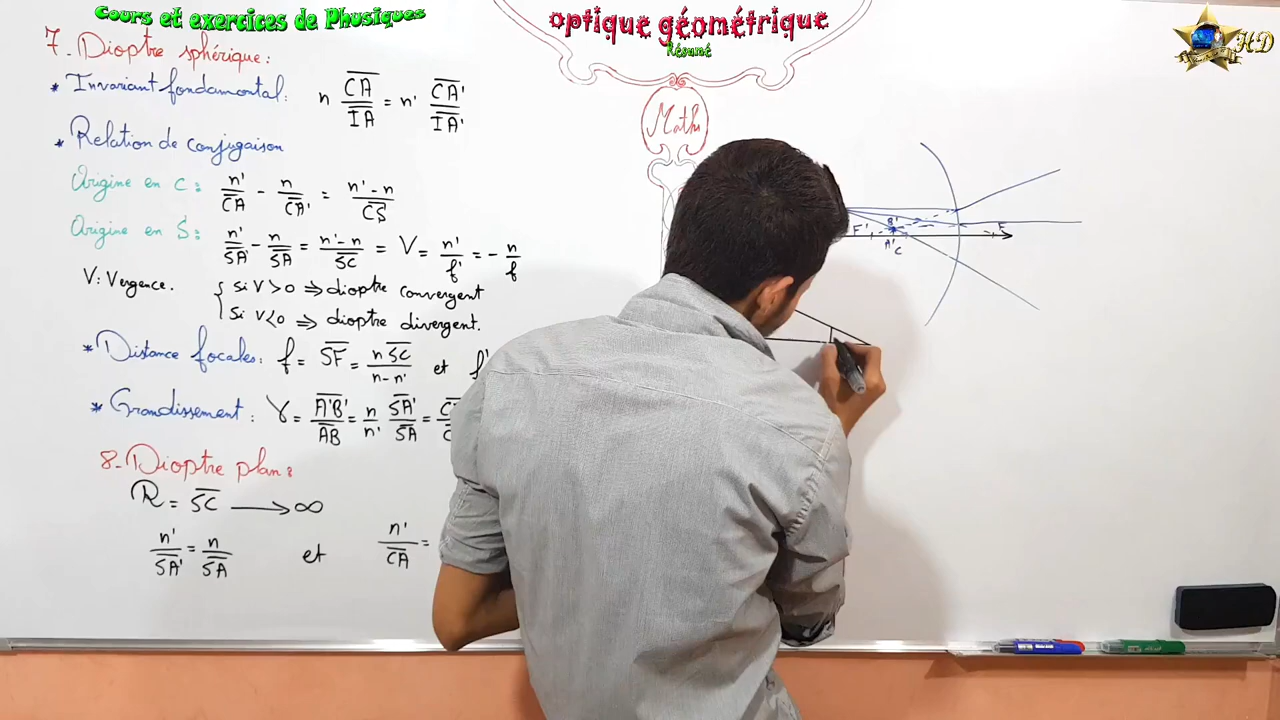 Cours et exercices de Physiques
optique géométrique
Résumé
HD
Maths
7. Dioptre sphérique:
* Invariant fondamental: n CA/IA = n' CA'/IA'
* Relation de conjugaison
Origine en C: n'/CA - n/CA' = n'-n/CS
Origine en S: n'/SA' - n/SA = n'-n/SC = V = n'/f' = - n/f
V: Vergence. { si V>0 ⇒ dioptre convergent
Si V<0 ⇒ dioptre divergent.
* Distance focales: f = SF = n SC/n-n' et f'
* Grandissement: γ = A'B'/AB = n/n' SA'/SA =
8-Dioptre plan:
R = SC ⟶ ∞
n'/SA' = n/SA et n'/CA =
B'
F' A' C F